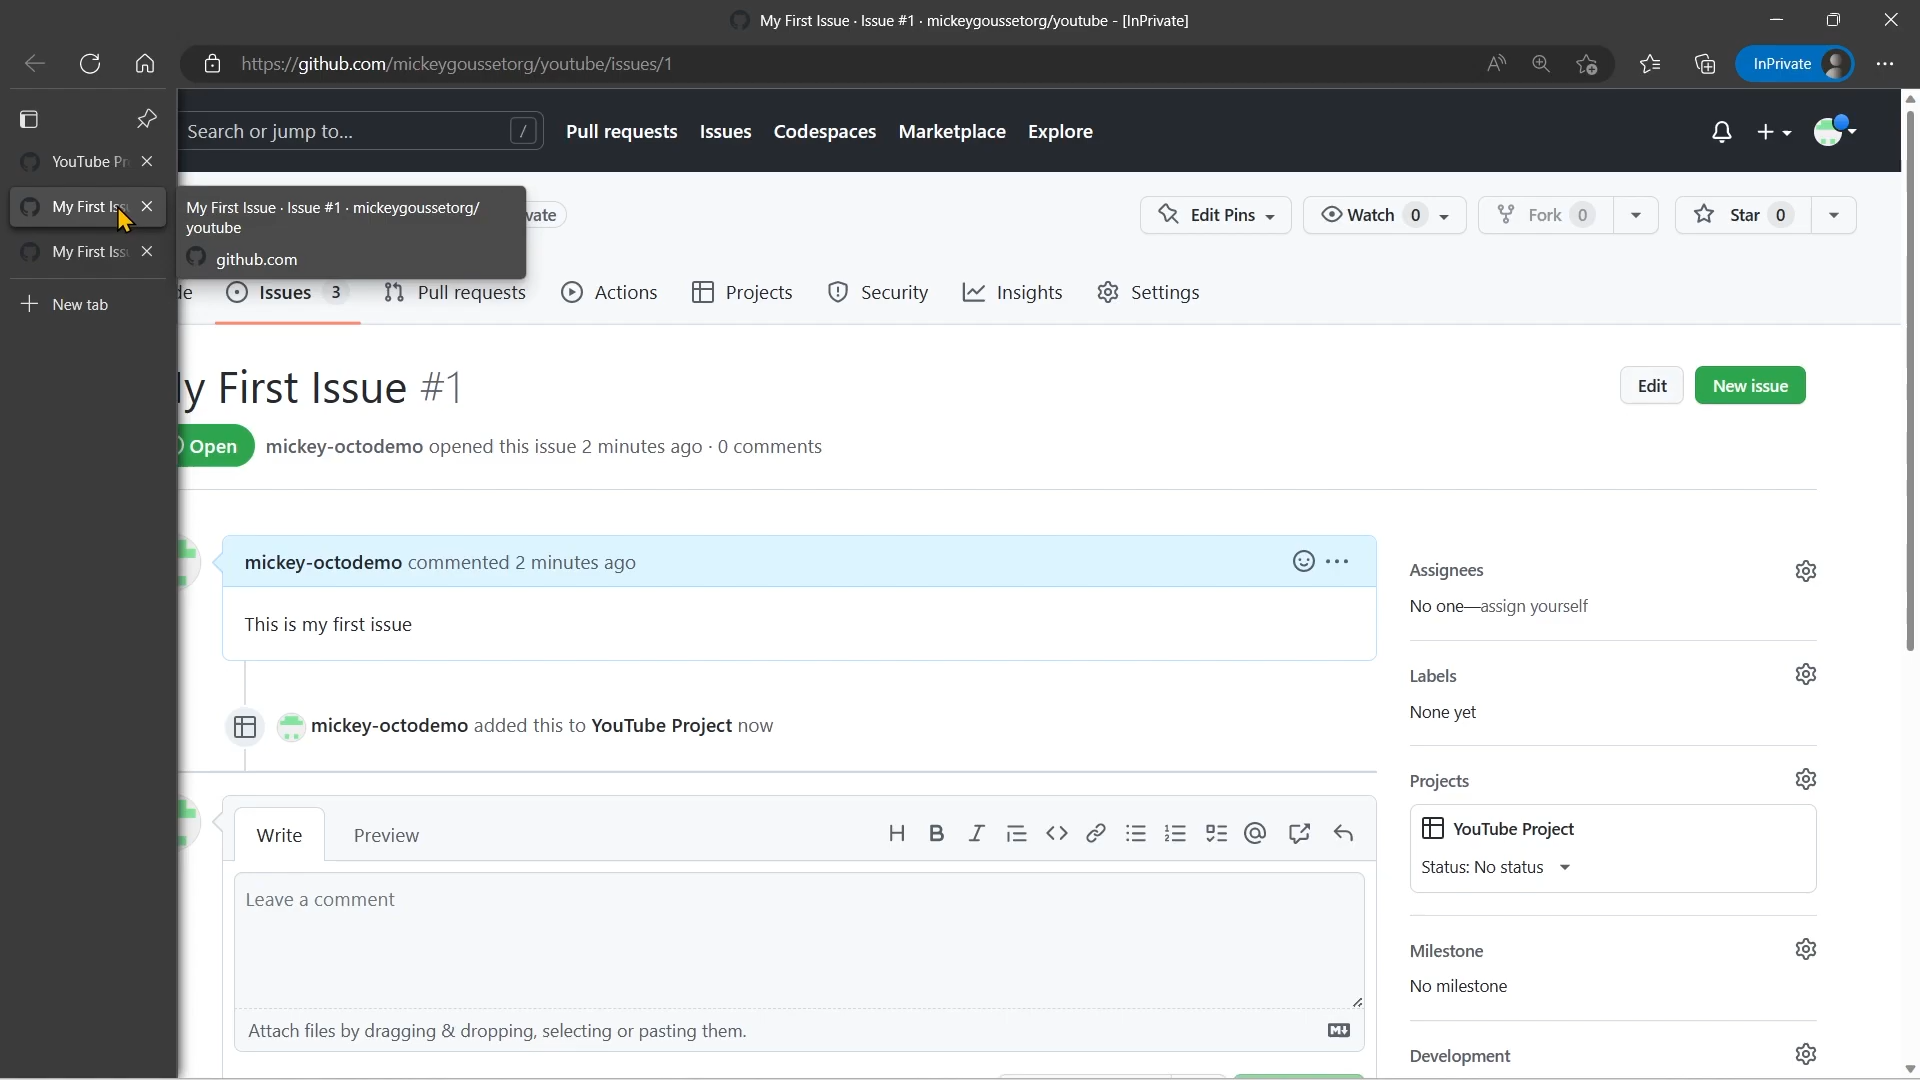 My First Issue · Issue #1 · mickeygoussetorg/youtube - [InPrivate]
https://github.com/mickeygoussetorg/youtube/issues/1
InPrivate
YouTube Pr
My First Iss
My First Iss
New tab
Search or jump to...
/
Pull requests
Issues
Codespaces
Marketplace
Explore
My First Issue · Issue #1 · mickeygoussetorg/
youtube
github.com
vate
Edit Pins
Watch 0
Fork 0
Star 0
de
Issues 3
Pull requests
Actions
Projects
Security
Insights
Settings
y First Issue #1
Edit
New issue
Open
mickey-octodemo opened this issue 2 minutes ago · 0 comments
mickey-octodemo commented 2 minutes ago
This is my first issue
mickey-octodemo added this to YouTube Project now
Write
Preview
Leave a comment
Attach files by dragging & dropping, selecting or pasting them.
Assignees
No one—assign yourself
Labels
None yet
Projects
YouTube Project
Status: No status
Milestone
No milestone
Development